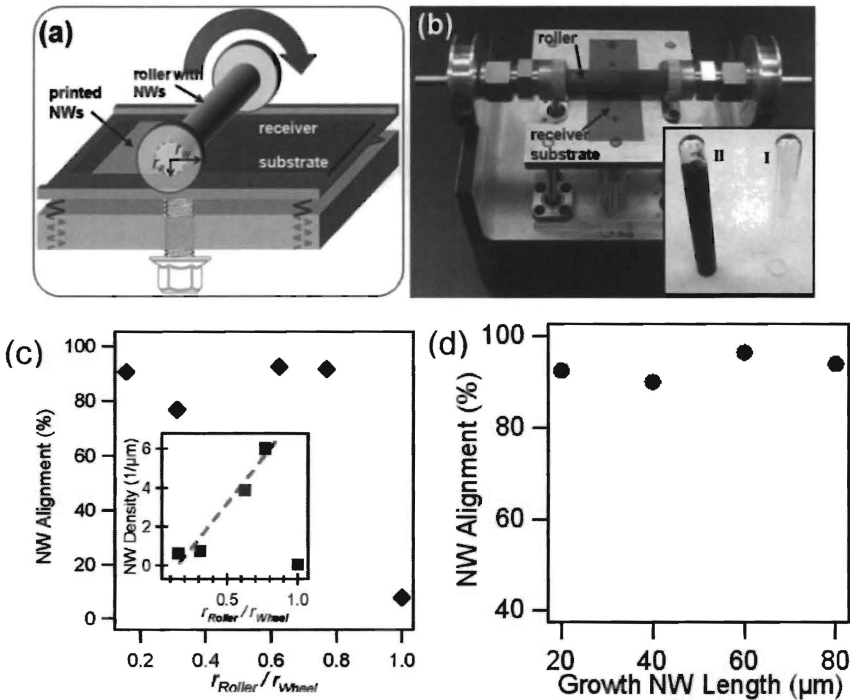 (a)
roller with
NWs
printed
NWs
receiver
substrate
(b)
roller
receiver
substrate
II
I
(c)
100
80
60
40
20
0
NW Alignment (%)
0.2
0.4
0.6
0.8
1.0
r_Roller / r_Wheel
NW Density (1/µm)
6
4
2
0
0.5
1.0
r_Roller / r_Wheel
(d)
100
80
60
40
NW Alignment (%)
20
40
60
80
Growth NW Length (µm)